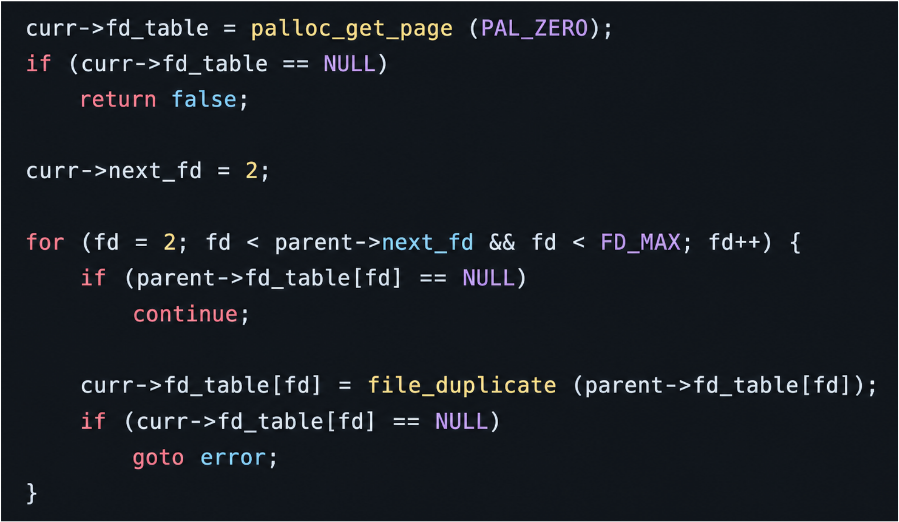 curr->fd_table = palloc_get_page (PAL_ZERO);
if (curr->fd_table == NULL)
    return false;

curr->next_fd = 2;

for (fd = 2; fd < parent->next_fd && fd < FD_MAX; fd++) {
    if (parent->fd_table[fd] == NULL)
        continue;

    curr->fd_table[fd] = file_duplicate (parent->fd_table[fd]);
    if (curr->fd_table[fd] == NULL)
        goto error;
}